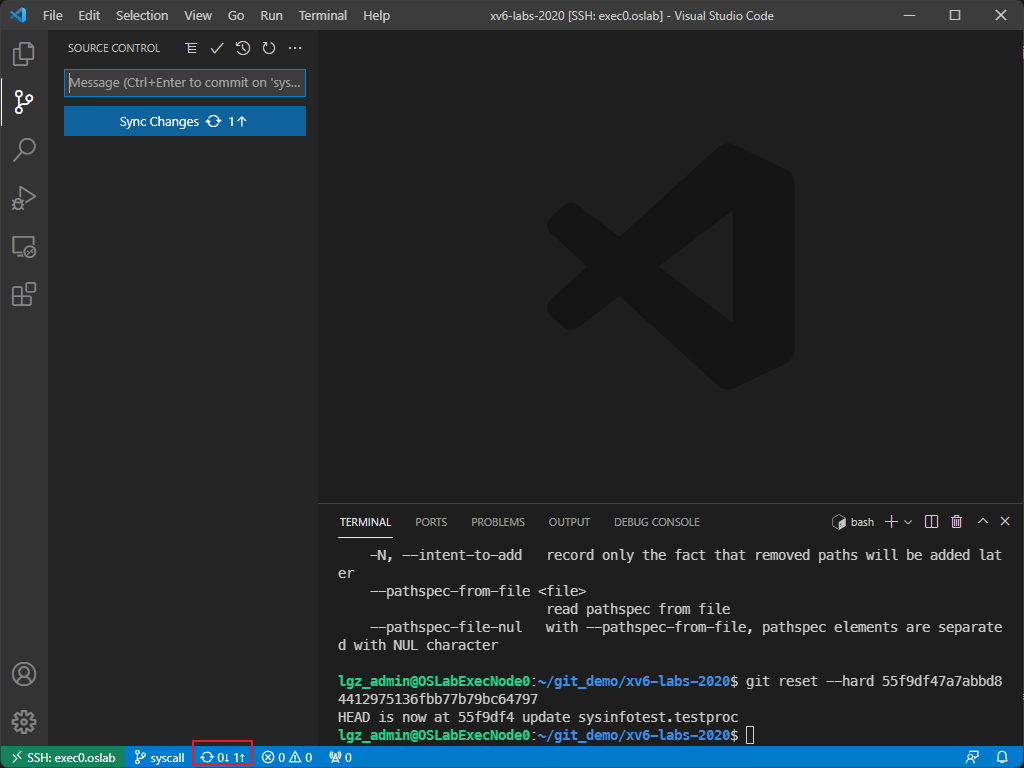 File Edit Selection View Go Run Terminal Help
xv6-labs-2020 [SSH: exec0.oslab] - Visual Studio Code
SOURCE CONTROL
Message (Ctrl+Enter to commit on 'sys...
Sync Changes 1↑
TERMINAL PORTS PROBLEMS OUTPUT DEBUG CONSOLE
bash
-N, --intent-to-add record only the fact that removed paths will be added lat
er
--pathspec-from-file <file>
read pathspec from file
--pathspec-file-nul with --pathspec-from-file, pathspec elements are separate
d with NUL character
lgz_admin@OSLabExecNode0:~/git_demo/xv6-labs-2020$ git reset --hard 55f9df47a7abbd8
4412975136fbb77b79bc64797
HEAD is now at 55f9df4 update sysinfotest.testproc
lgz_admin@OSLabExecNode0:~/git_demo/xv6-labs-2020$
SSH: exec0.oslab syscall 0↓ 1↑ 0 0 0